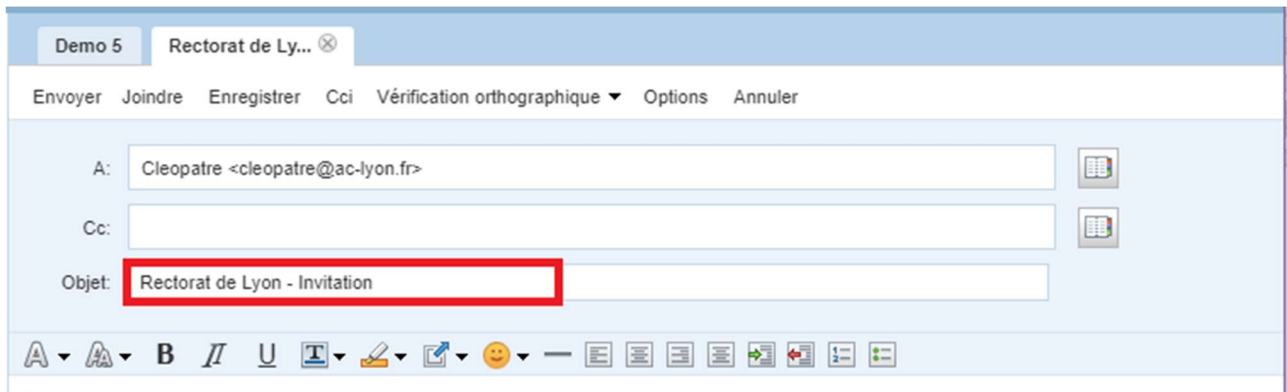 Demo 5 Rectorat de Ly...
Envoyer Joindre Enregistrer Cci Vérification orthographique Options Annuler
A: Cleopatre <cleopatre@ac-lyon.fr>
Cc:
Objet: Rectorat de Lyon - Invitation